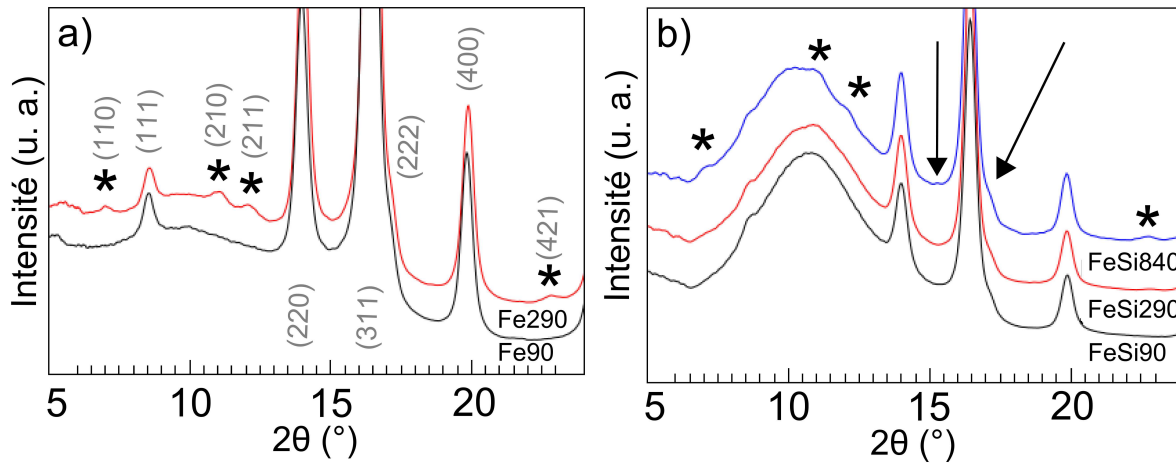 a)
Intensité (u. a.)
(110)
(111)
(210)
(211)
(220)
(311)
(222)
(400)
(421)
*
*
*
*
Fe290
Fe90
5
10
15
20
2θ (°)
b)
Intensité (u. a.)
*
*
*
*
FeSi840
FeSi290
FeSi90
5
10
15
20
2θ (°)